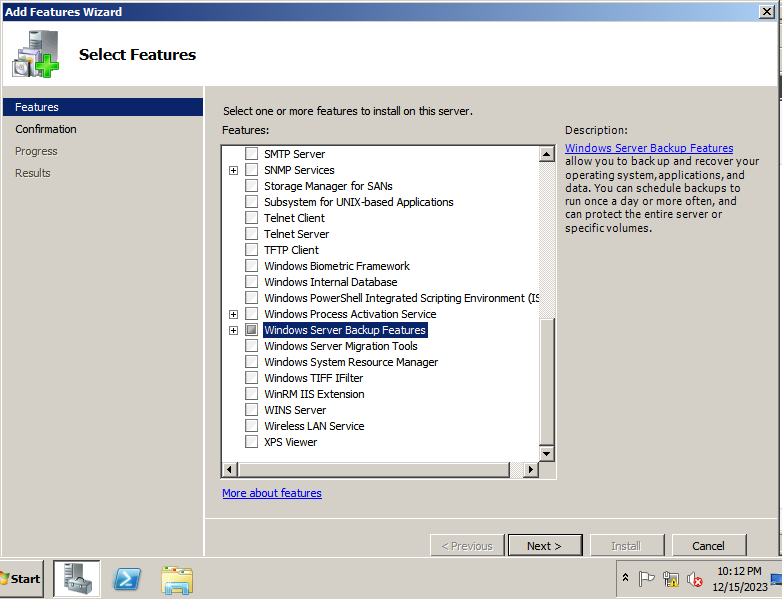 Add Features Wizard
Select Features
Features
Confirmation
Progress
Results
Select one or more features to install on this server.
Features:
SMTP Server
SNMP Services
Storage Manager for SANs
Subsystem for UNIX-based Applications
Telnet Client
Telnet Server
TFTP Client
Windows Biometric Framework
Windows Internal Database
Windows PowerShell Integrated Scripting Environment (IS
Windows Process Activation Service
Windows Server Backup Features
Windows Server Migration Tools
Windows System Resource Manager
Windows TIFF IFilter
WinRM IIS Extension
WINS Server
Wireless LAN Service
XPS Viewer
More about features
Description:
Windows Server Backup Features
allow you to back up and recover your
operating system, applications, and
data. You can schedule backups to
run once a day or more often, and
can protect the entire server or
specific volumes.
< Previous
Next >
Install
Cancel
Start
10:12 PM
12/15/2023